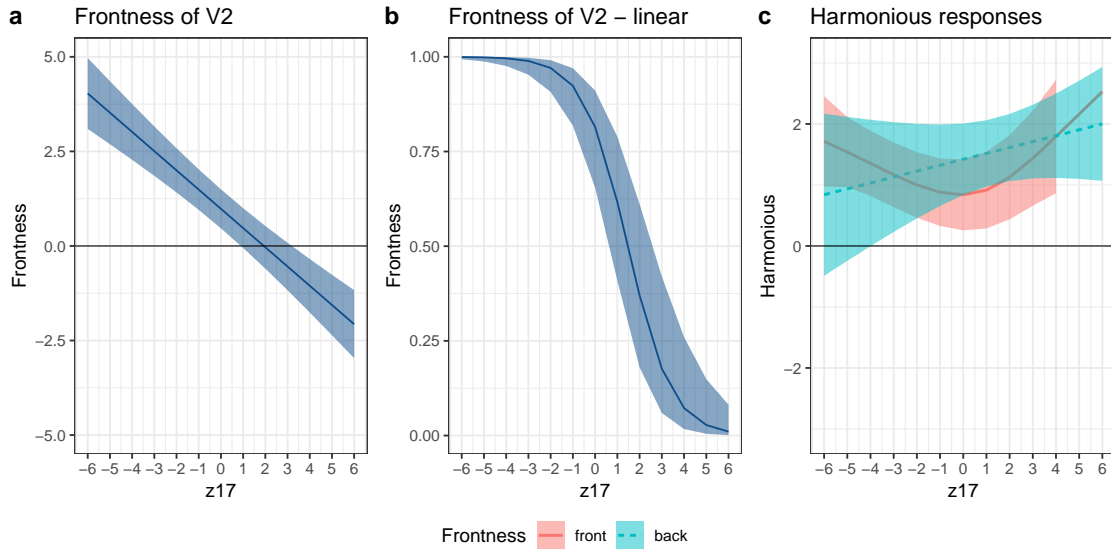 a Frontness of V2
5.0
2.5
0.0
−2.5
−5.0
Frontness
−6 −5 −4 −3 −2 −1 0 1 2 3 4 5 6
z17
b Frontness of V2 − linear
1.00
0.75
0.50
0.25
0.00
Frontness
−6 −5 −4 −3 −2 −1 0 1 2 3 4 5 6
z17
c Harmonious responses
2
0
−2
Harmonious
−6 −5 −4 −3 −2 −1 0 1 2 3 4 5 6
z17
Frontness front back